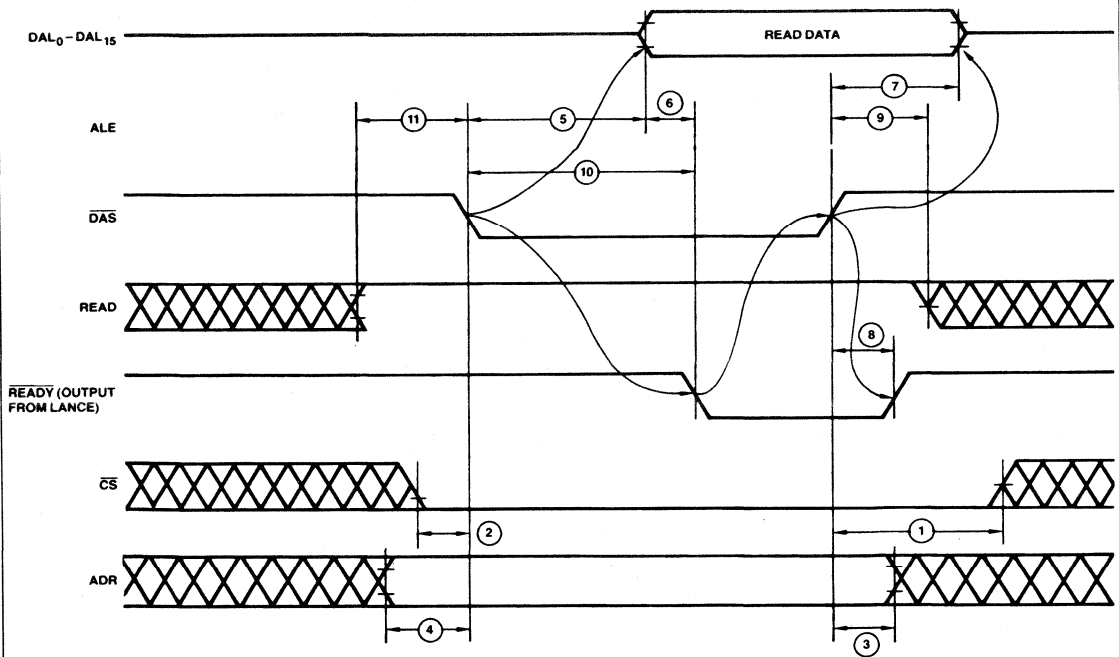 DAL0–DAL15
READ DATA
7
6
11
5
9
ALE
10
DAS
READ
8
READY (OUTPUT
FROM LANCE)
CS
2
1
ADR
4
3